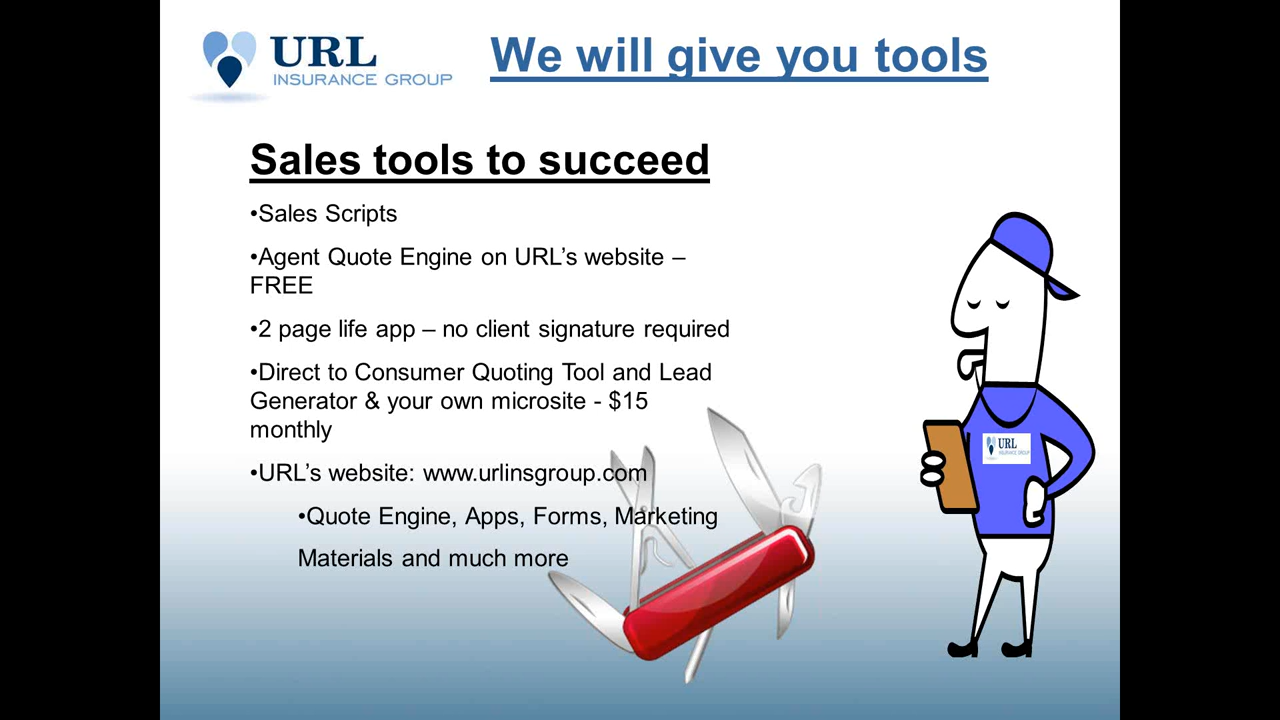 URL
INSURANCE GROUP
We will give you tools
Sales tools to succeed
•Sales Scripts
•Agent Quote Engine on URL’s website –
FREE
•2 page life app – no client signature required
•Direct to Consumer Quoting Tool and Lead
Generator & your own microsite - $15
monthly
•URL’s website: www.urlinsgroup.com
•Quote Engine, Apps, Forms, Marketing
Materials and much more
URL
INSURANCE GROUP